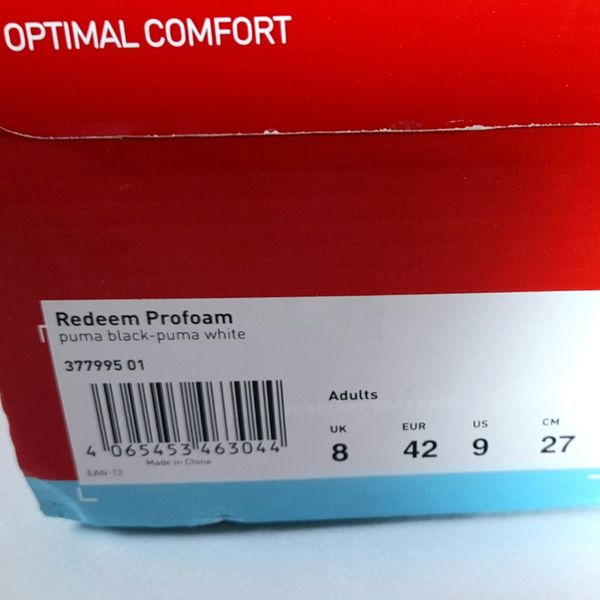 OPTIMAL COMFORT
Redeem Profoam
puma black-puma white
377995 01
4 065453 463044
Made in China
EAN-13
Adults
UK EUR US CM
8 42 9 27